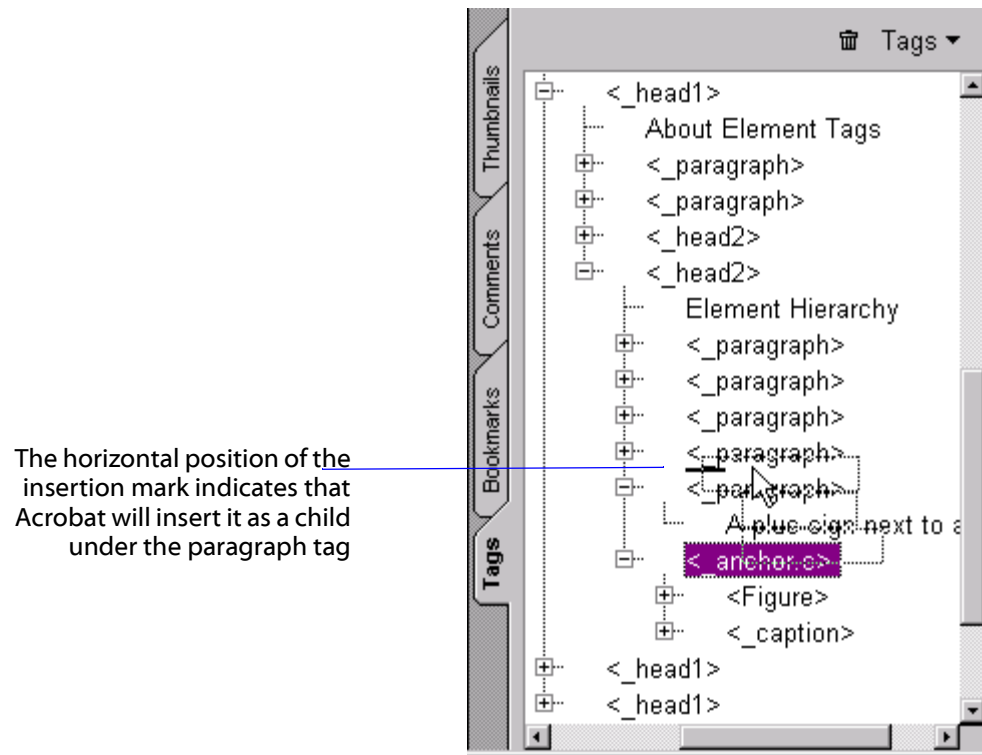 Tags
<_head1>
About Element Tags
<_paragraph>
<_paragraph>
<_head2>
<_head2>
Element Hierarchy
<_paragraph>
<_paragraph>
<_paragraph>
<_paragraph>
<_paragraph>
A plus sign next to a
<_anchor.c>
<Figure>
<_caption>
<_head1>
<_head1>
Thumbnails
Comments
Bookmarks
Tags
The horizontal position of the
insertion mark indicates that
Acrobat will insert it as a child
under the paragraph tag